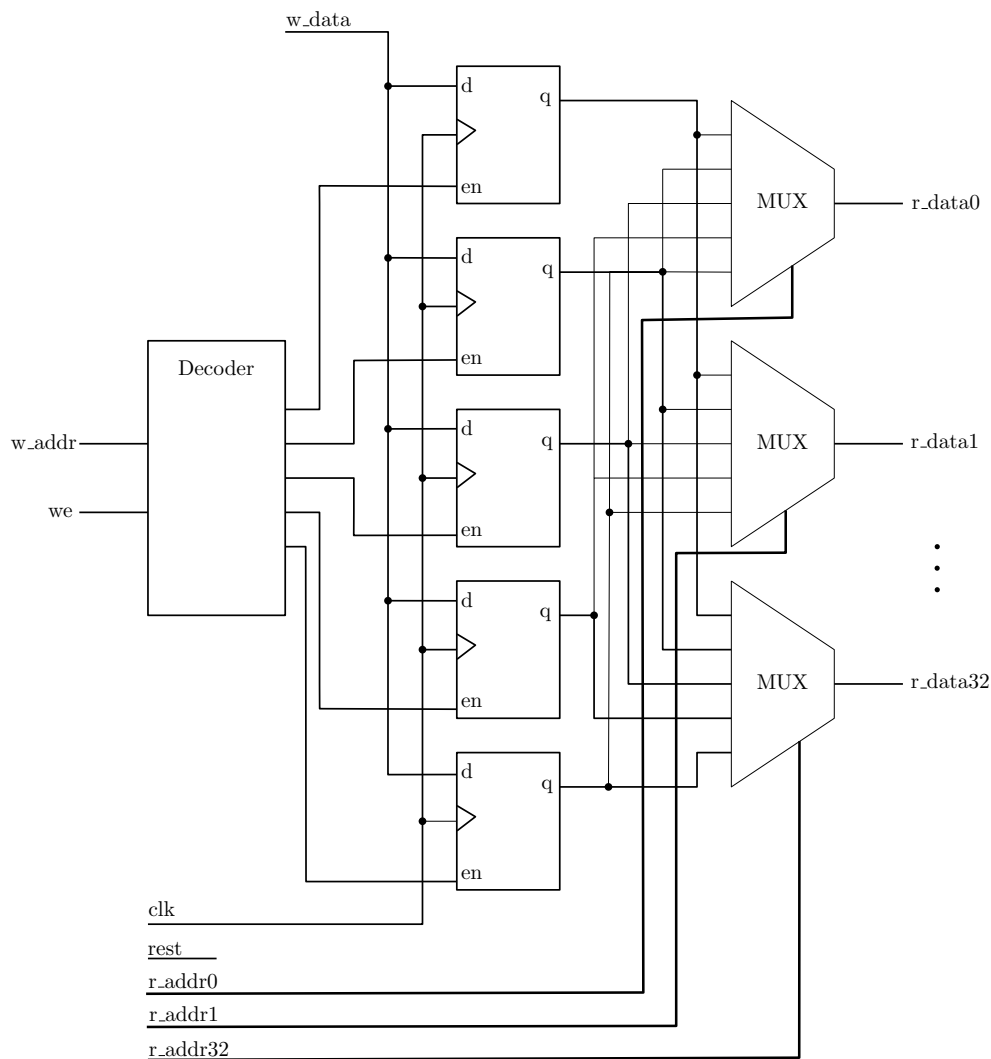 w_data
d
q
en
MUX
r_data0
d
q
en
Decoder
w_addr
we
d
q
en
MUX
r_data1
d
q
en
MUX
r_data32
d
q
en
clk
rest
r_addr0
r_addr1
r_addr32